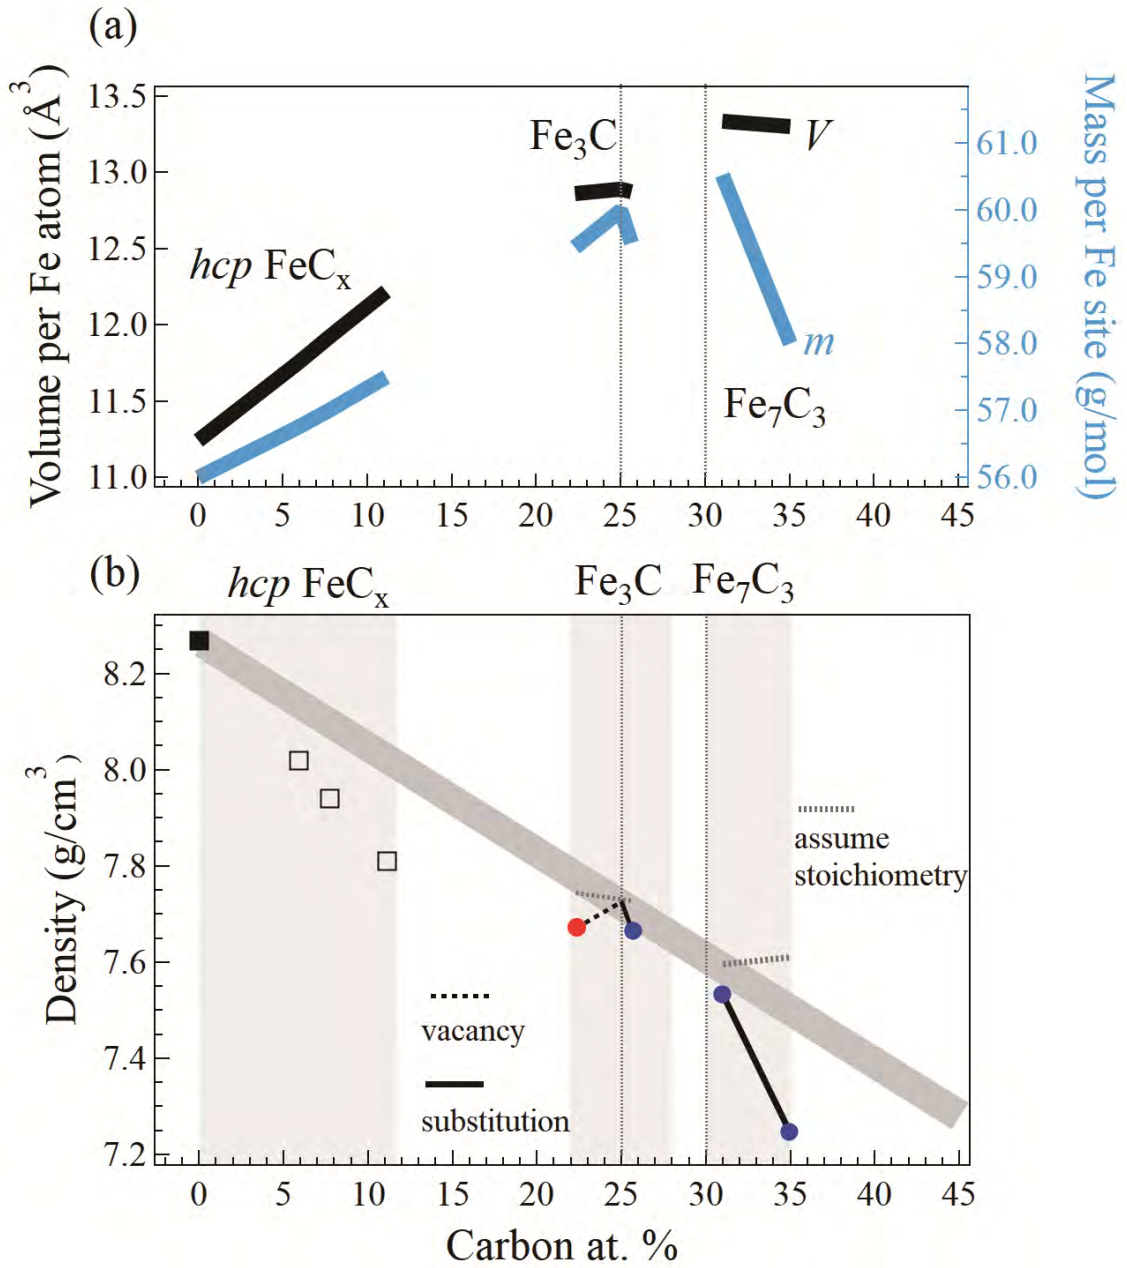 (a)
Volume per Fe atom (Å³)
13.5
13.0
12.5
12.0
11.5
11.0
Fe₃C
V
hcp FeCₓ
m
Fe₇C₃
61.0
60.0
59.0
58.0
57.0
56.0
Mass per Fe site (g/mol)
0 5 10 15 20 25 30 35 40 45
(b)
hcp FeCₓ Fe₃C Fe₇C₃
Density (g/cm³)
8.2
8.0
7.8
7.6
7.4
7.2
assume
stoichiometry
vacancy
substitution
0 5 10 15 20 25 30 35 40 45
Carbon at. %